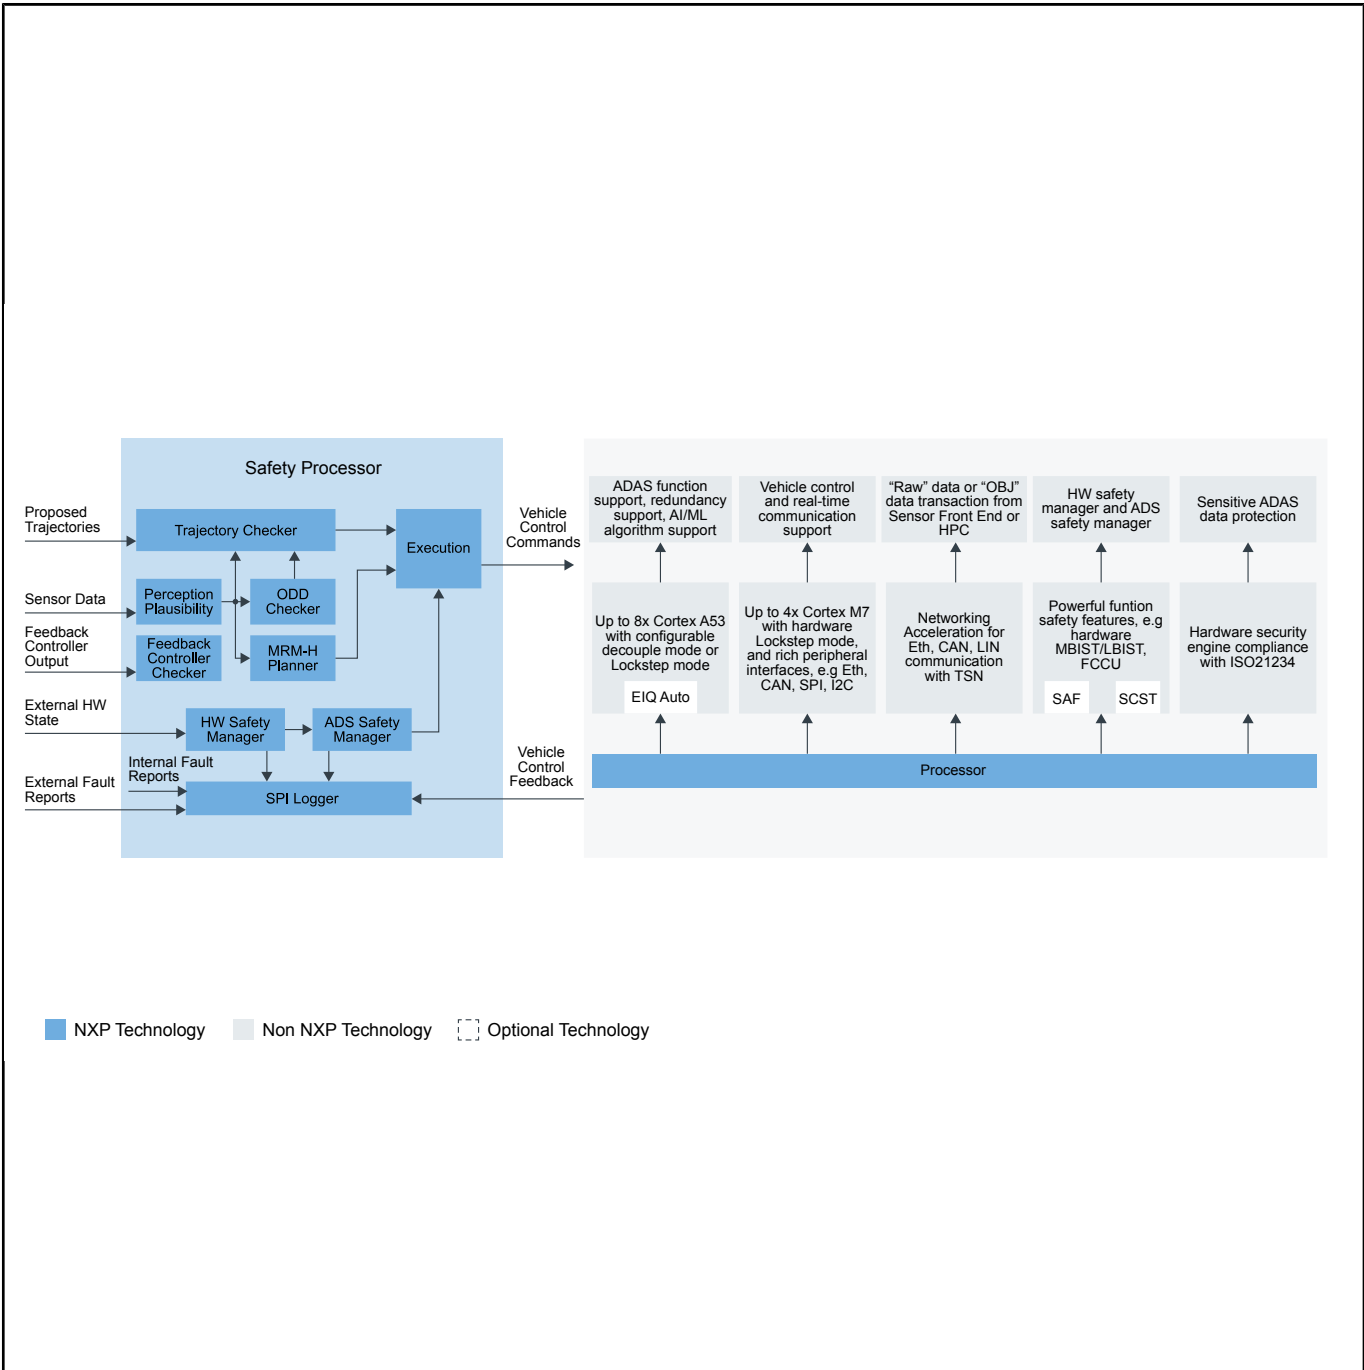 Safety Processor
Proposed
Trajectories
Trajectory Checker
Execution
Vehicle
Control
Commands
Sensor Data
Perception
Plausibility
ODD
Checker
Feedback
Controller
Output
Feedback
Controller
Checker
MRM-H
Planner
External HW
State
HW Safety
Manager
ADS Safety
Manager
Internal Fault
Reports
External Fault
Reports
SPI Logger
Vehicle
Control
Feedback
ADAS function
support, redundancy
support, AI/ML
algorithm support
Vehicle control
and real-time
communication
support
“Raw” data or “OBJ”
data transaction from
Sensor Front End or
HPC
HW safety
manager and ADS
safety manager
Sensitive ADAS
data protection
Up to 8x Cortex A53
with configurable
decouple mode or
Lockstep mode
EIQ Auto
Up to 4x Cortex M7
with hardware
Lockstep mode,
and rich peripheral
interfaces, e.g Eth,
CAN, SPI, I2C
Networking
Acceleration for
Eth, CAN, LIN
communication
with TSN
Powerful funtion
safety features, e.g
hardware
MBIST/LBIST,
FCCU
SAF
SCST
Hardware security
engine compliance
with ISO21234
Processor
NXP Technology
Non NXP Technology
Optional Technology